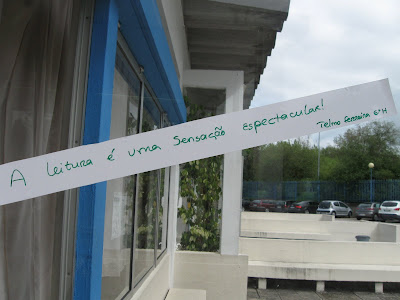 A leitura é uma sensação espectacular!
Telmo Ferreira 6ºH